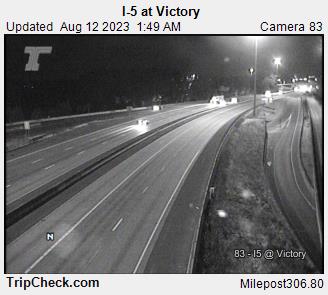 I-5 at Victory
Updated  Aug 12 2023  1:49 AM
Camera 83
T
N
83 - I5 @ Victory
TripCheck.com
Milepost306.80